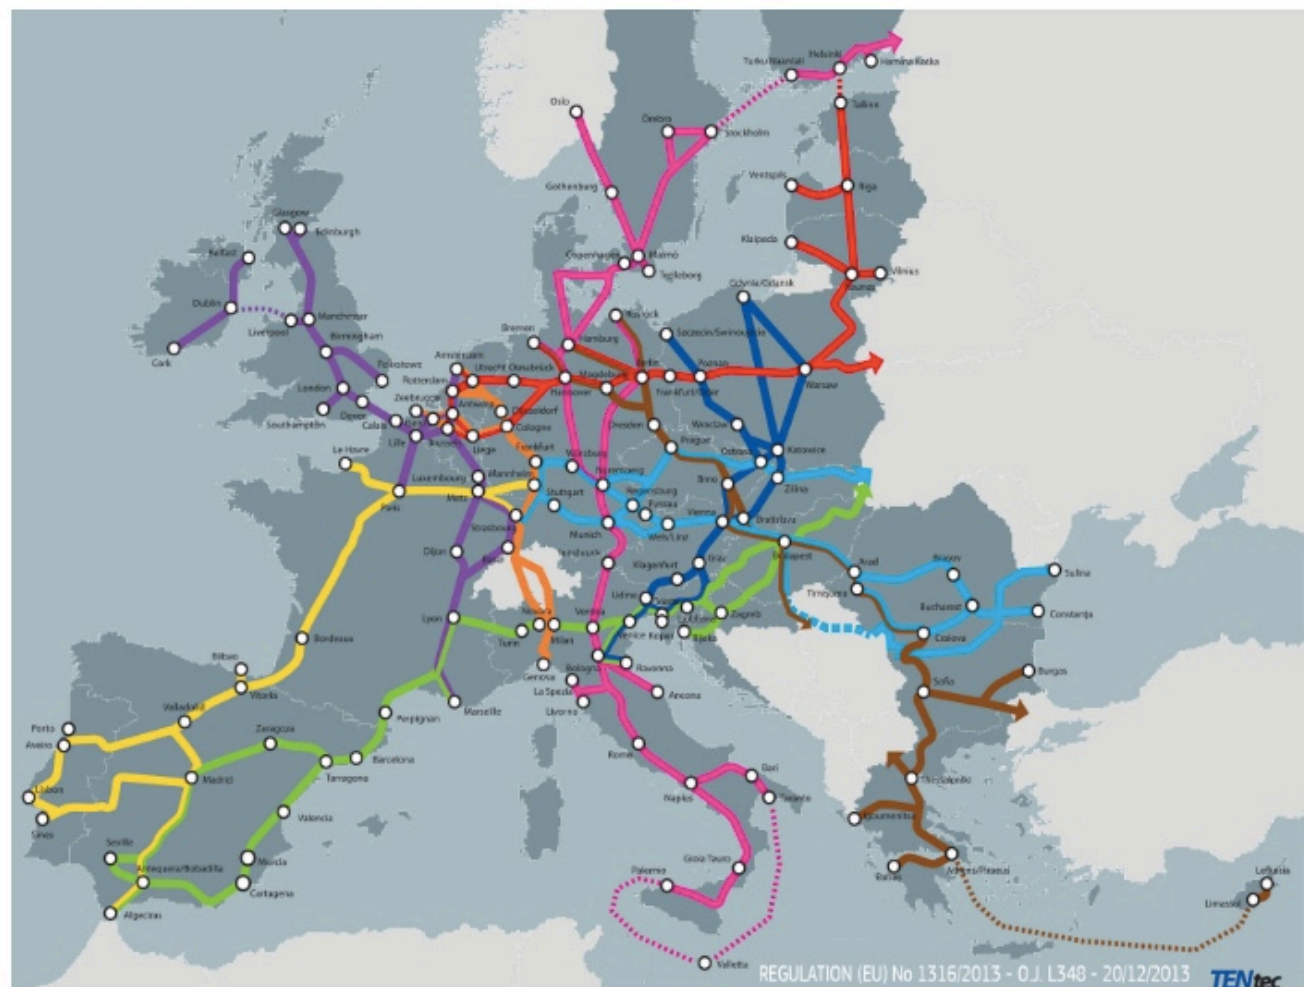 Helsinki
Turku/Naantali
Hamina/Kotka
Oslo
Örebro
Stockholm
Tallinn
Ventspils
Riga
Gothenburg
Glasgow
Edinburgh
Klaipeda
Belfast
Copenhagen
Malmö
Trelleborg
Vilnius
Kaunas
Gdynia/Gdansk
Dublin
Liverpool
Manchester
Rostock
Birmingham
Bremen
Hamburg
Szczecin/Swinoujscie
Cork
Felixstowe
Amsterdam
Utrecht
Osnabrück
Magdeburg
Berlin
Poznan
Warsaw
London
Rotterdam
Hannover
Frankfurt/Oder
Zeebrugge
Antwerp
Düsseldorf
Southampton
Dover
Calais
Cologne
Dresden
Wroclaw
Lille
Liège
Prague
Ostrava
Katowice
Le Havre
Frankfurt
Würzburg
Luxembourg
Mannheim
Nuremberg
Brno
Žilina
Paris
Metz
Stuttgart
Regensburg
Passau
Strasbourg
Munich
Wels/Linz
Vienna
Bratislava
Dijon
Basel
Innsbruck
Klagenfurt
Graz
Budapest
Arad
Brasov
Sulina
Timişoara
Udine
Bucharest
Constanţa
Lyon
Novara
Verona
Ljubljana
Zagreb
Craiova
Turin
Milan
Venice
Koper
Rijeka
Bordeaux
Bilbao
Genova
Bologna
Ravenna
Burgas
Vitoria
La Spezia
Ancona
Sofia
Livorno
Marseille
Valladolid
Perpignan
Porto
Aveiro
Zaragoza
Barcelona
Rome
Madrid
Tarragona
Bari
Thessaloniki
Lisbon
Naples
Taranto
Sines
Valencia
Igoumenitsa
Seville
Murcia
Antequera/Bobadilla
Gioia Tauro
Patras
Athens/Piraeus
Palermo
Cartagena
Lefkosia
Limassol
Algeciras
Valletta
REGULATION (EU) No 1316/2013 - O.J. L348 - 20/12/2013
TENtec